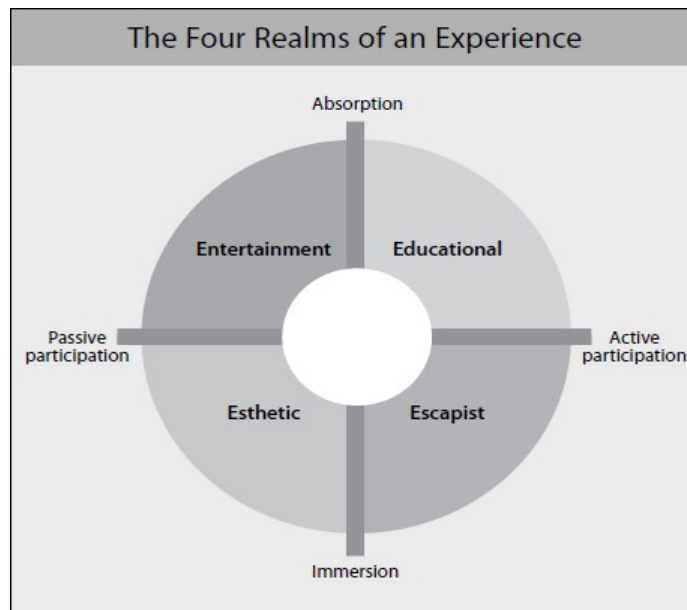 The Four Realms of an Experience
Absorption
Entertainment
Educational
Passive
participation
Active
participation
Esthetic
Escapist
Immersion